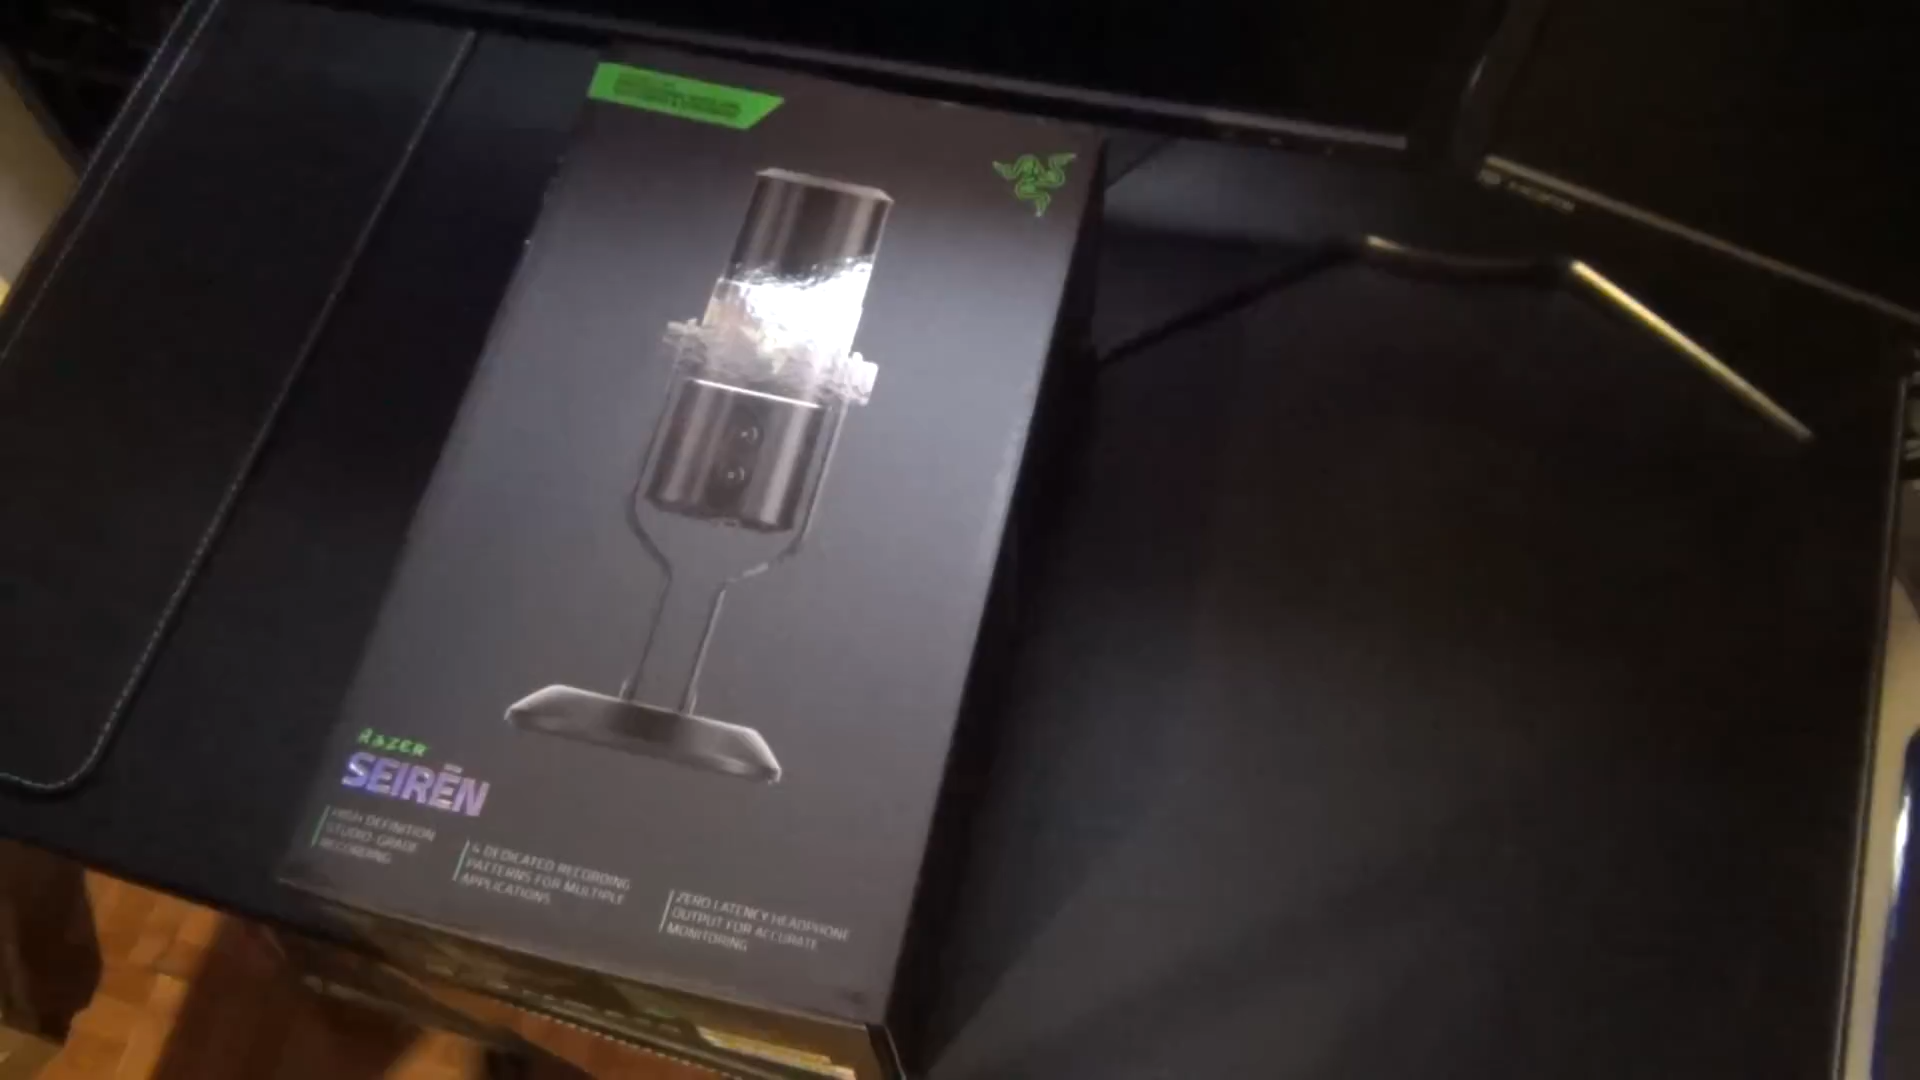 RAZER
SEIRĒN
HIGH DEFINITION
STUDIO-GRADE
RECORDING
4 DEDICATED RECORDING
PATTERNS FOR MULTIPLE
APPLICATIONS
ZERO LATENCY HEADPHONE
OUTPUT FOR ACCURATE
MONITORING